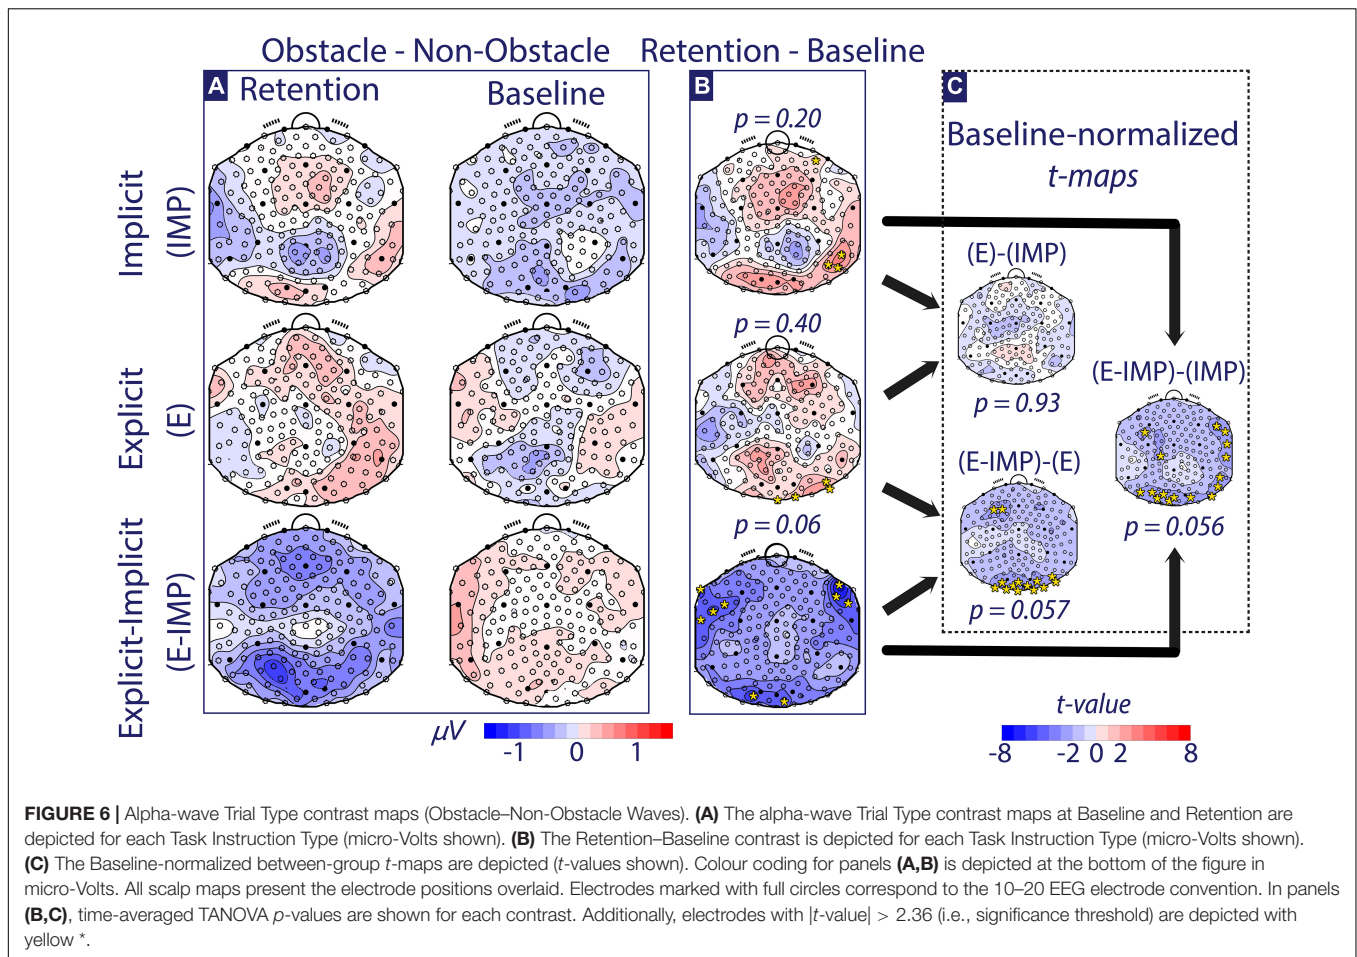 Obstacle - Non-Obstacle
Retention - Baseline
A
Retention
Baseline
B
p = 0.20
C
Baseline-normalized
t-maps
Implicit
(IMP)
(E)-(IMP)
p = 0.93
p = 0.40
Explicit
(E)
(E-IMP)-(IMP)
p = 0.056
(E-IMP)-(E)
p = 0.057
p = 0.06
Explicit-Implicit
(E-IMP)
μV
-1 0 1
t-value
-8 -2 0 2 8
FIGURE 6 | Alpha-wave Trial Type contrast maps (Obstacle–Non-Obstacle Waves). (A) The alpha-wave Trial Type contrast maps at Baseline and Retention are
depicted for each Task Instruction Type (micro-Volts shown). (B) The Retention–Baseline contrast is depicted for each Task Instruction Type (micro-Volts shown).
(C) The Baseline-normalized between-group t-maps are depicted (t-values shown). Colour coding for panels (A,B) is depicted at the bottom of the figure in
micro-Volts. All scalp maps present the electrode positions overlaid. Electrodes marked with full circles correspond to the 10–20 EEG electrode convention. In panels
(B,C), time-averaged TANOVA p-values are shown for each contrast. Additionally, electrodes with |t-value| > 2.36 (i.e., significance threshold) are depicted with
yellow *.